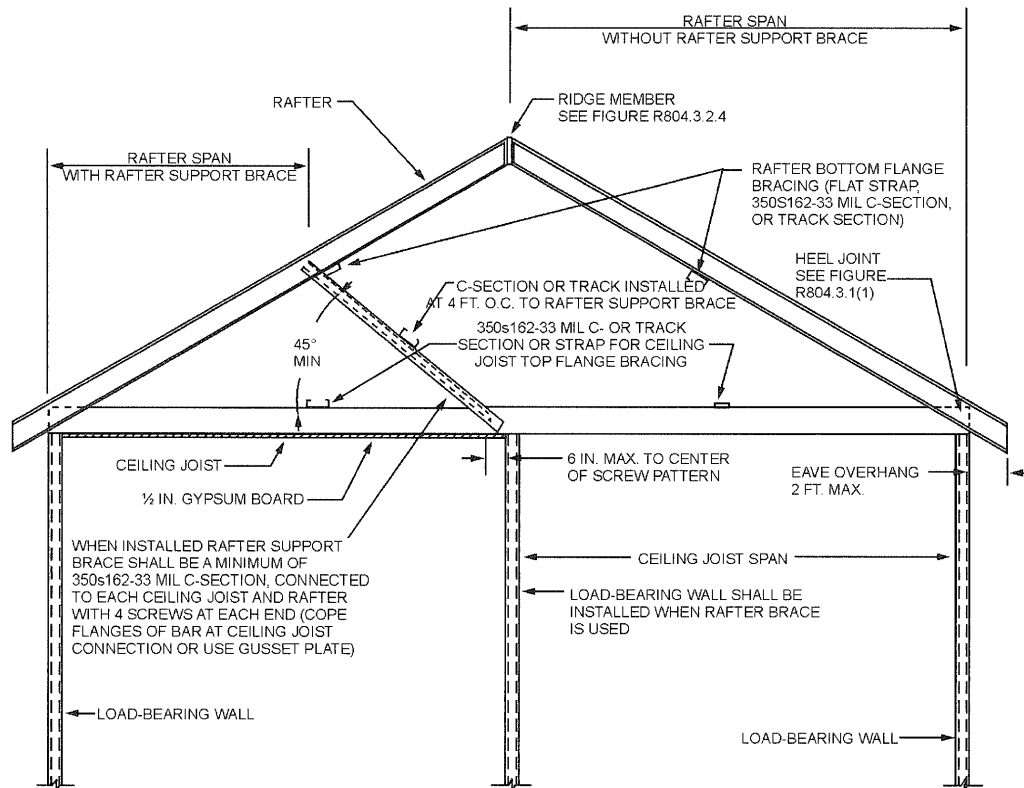 RAFTER SPAN
WITHOUT RAFTER SUPPORT BRACE
RAFTER
RIDGE MEMBER
SEE FIGURE R804.3.2.4
RAFTER SPAN
WITH RAFTER SUPPORT BRACE
RAFTER BOTTOM FLANGE
BRACING (FLAT STRAP,
350S162-33 MIL C-SECTION,
OR TRACK SECTION)
HEEL JOINT
SEE FIGURE
R804.3.1(1)
C-SECTION OR TRACK INSTALLED
AT 4 FT. O.C. TO RAFTER SUPPORT BRACE
350s162-33 MIL C- OR TRACK
SECTION OR STRAP FOR CEILING
JOIST TOP FLANGE BRACING
45°
MIN
CEILING JOIST
½ IN. GYPSUM BOARD
6 IN. MAX. TO CENTER
OF SCREW PATTERN
EAVE OVERHANG
2 FT. MAX.
WHEN INSTALLED RAFTER SUPPORT
BRACE SHALL BE A MINIMUM OF
350s162-33 MIL C-SECTION, CONNECTED
TO EACH CEILING JOIST AND RAFTER
WITH 4 SCREWS AT EACH END (COPE
FLANGES OF BAR AT CEILING JOIST
CONNECTION OR USE GUSSET PLATE)
CEILING JOIST SPAN
LOAD-BEARING WALL SHALL BE
INSTALLED WHEN RAFTER BRACE
IS USED
LOAD-BEARING WALL
LOAD-BEARING WALL